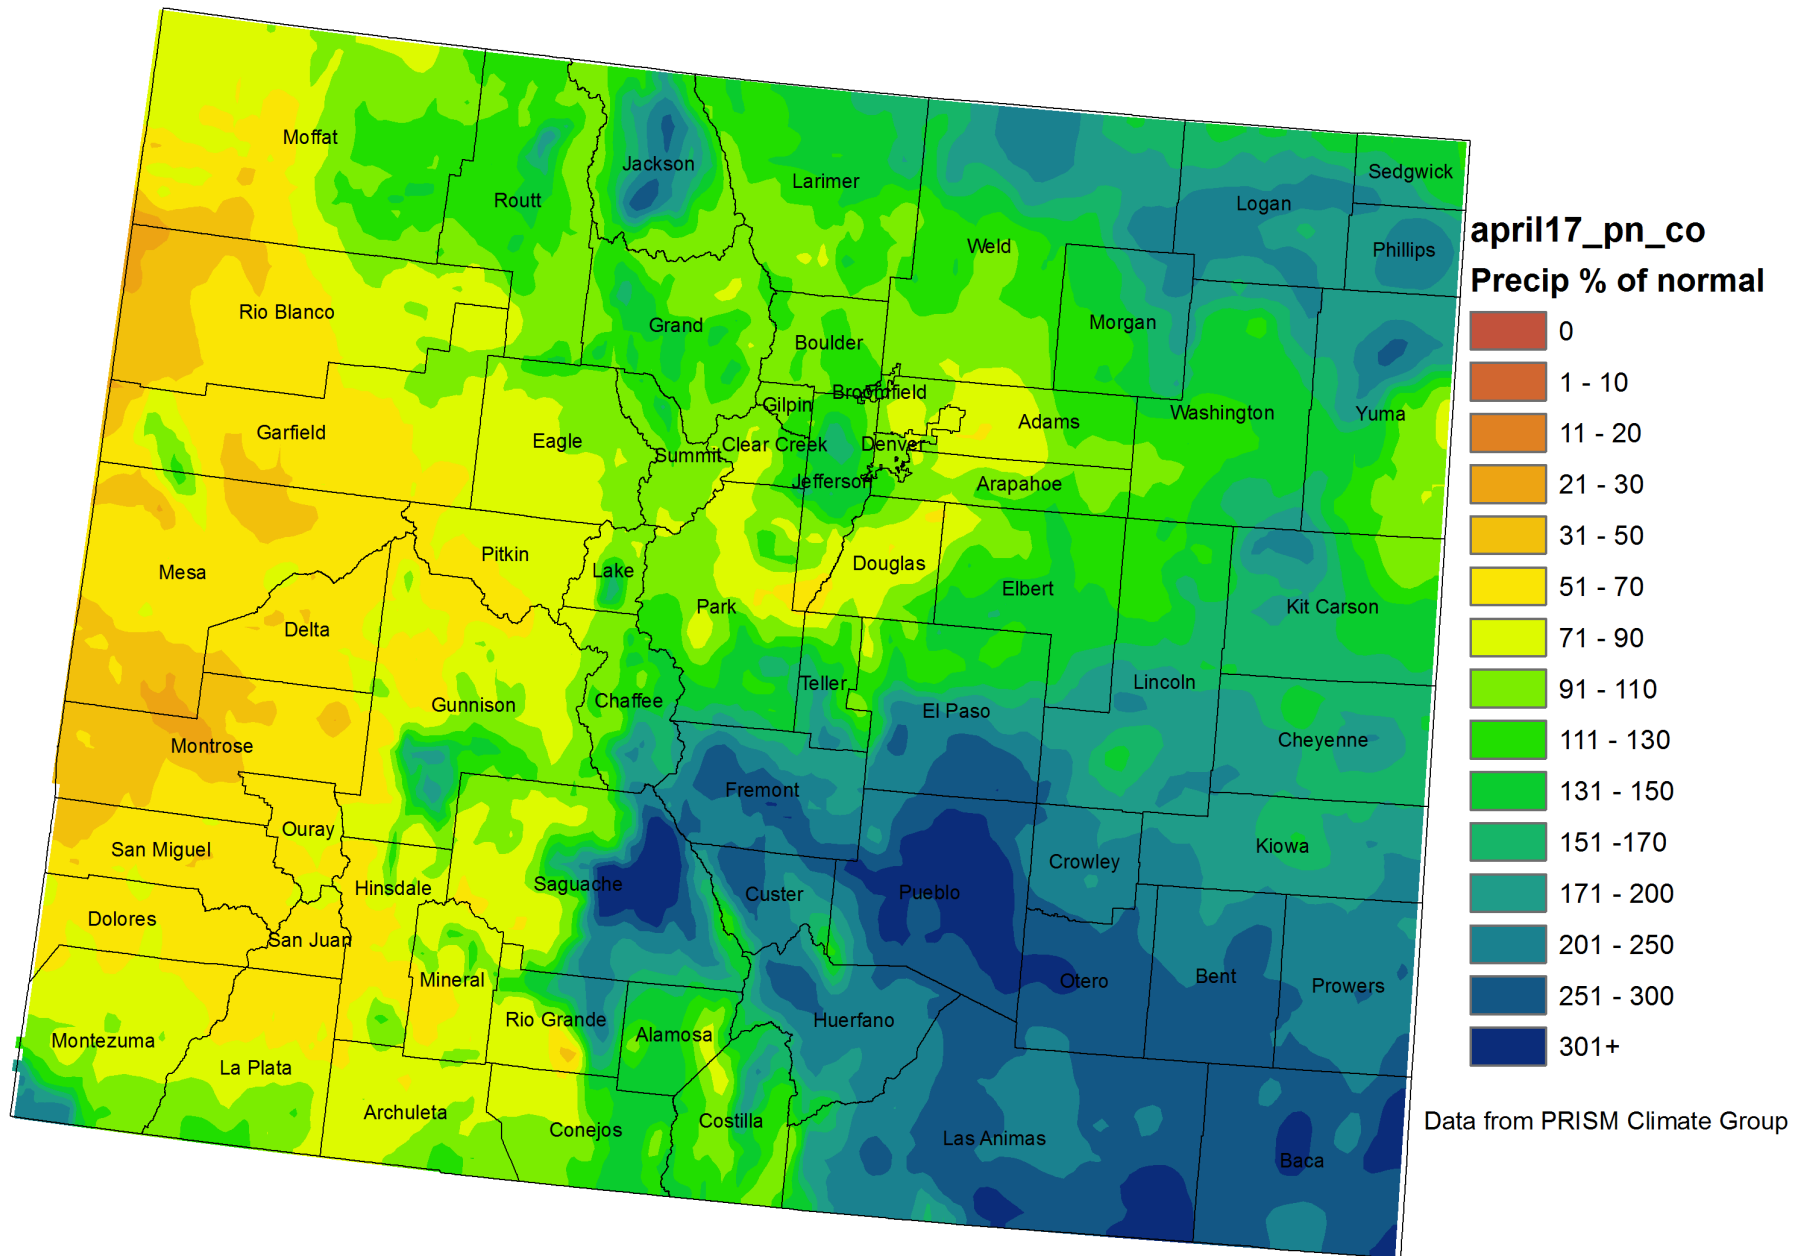 Moffat
Jackson
Sedgwick
Larimer
Routt
Logan
Weld
Phillips
april17_pn_co
Precip % of normal
Rio Blanco
Grand
Morgan
Boulder
0
1 - 10
Broomfield
Gilpin
Washington
Yuma
Adams
11 - 20
Garfield
Eagle
Clear Creek
Denver
Summit
Jefferson
Arapahoe
21 - 30
31 - 50
Pitkin
Mesa
Lake
Douglas
Elbert
51 - 70
Park
Kit Carson
Delta
71 - 90
Teller
Lincoln
91 - 110
Gunnison
Chaffee
El Paso
Montrose
Cheyenne
111 - 130
Fremont
131 - 150
Ouray
San Miguel
Kiowa
151 -170
Crowley
Hinsdale
Saguache
Custer
Pueblo
171 - 200
Dolores
San Juan
201 - 250
Mineral
Otero
Bent
Prowers
251 - 300
Rio Grande
Huerfano
Alamosa
Montezuma
301+
La Plata
Archuleta
Conejos
Costilla
Las Animas
Baca
Data from PRISM Climate Group